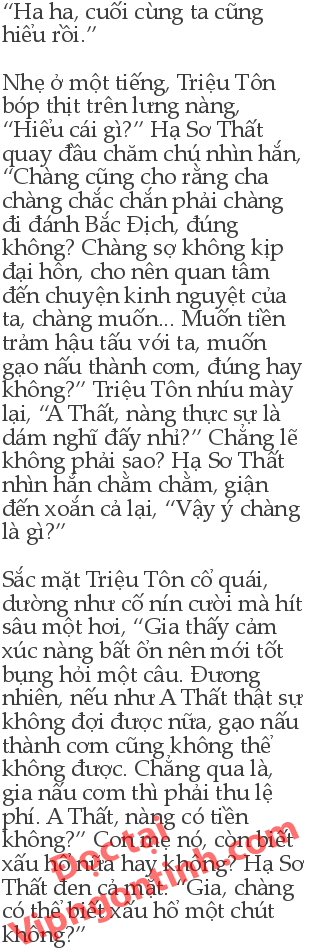 “Ha ha, cuối cùng ta cũng
hiểu rồi.”

Nhẹ ở một tiếng, Triệu Tôn
bóp thịt trên lưng nàng,
“Hiểu cái gì?” Hạ Sơ Thất
quay đầu chăm chú nhìn hắn,
“Chàng cũng cho rằng cha
chàng chắc chắn phải chàng
đi đánh Bắc Địch, đúng
không? Chàng sợ không kịp
đại hôn, cho nên quan tâm
đến chuyện kinh nguyệt của
ta, chàng muốn... Muốn tiền
trảm hậu tấu với ta, muốn
gạo nấu thành cơm, đúng hay
không?” Triệu Tôn nhíu mày
lại, “A Thất, nàng thực sự là
dám nghĩ đấy nhỉ?” Chẳng lẽ
không phải sao? Hạ Sơ Thất
nhìn hắn chằm chằm, giận
đến xoắn cả lại, “Vậy ý chàng
là gì?”

Sắc mặt Triệu Tôn cổ quái,
dường như cố nín cười mà hít
sâu một hơi, “Gia thấy cảm
xúc nàng bất ổn nên mới tốt
bụng hỏi một câu. Đương
nhiên, nếu như A Thất thật sự
không đợi được nữa, gạo nấu
thành cơm cũng không thể
không được. Chẳng qua là,
gia nấu cơm thì phải thu lệ
phí. A Thất, nàng có tiền
không?” Con mẹ nó, còn biết
xấu hổ nữa hay không? Hạ Sơ
Thất đen cả mặt: “Gia, chàng
có thể biết xấu hổ một chút
không?”
Đọc tại
Vipngontinh.com